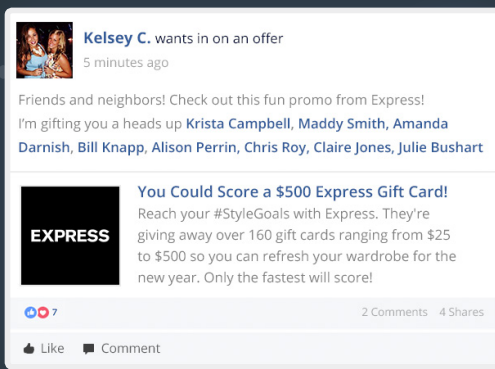 Kelsey C. wants in on an offer
5 minutes ago
Friends and neighbors! Check out this fun promo from Express!
I'm gifting you a heads up Krista Campbell, Maddy Smith, Amanda
Darnish, Bill Knapp, Alison Perrin, Chris Roy, Claire Jones, Julie Bushart
EXPRESS
You Could Score a $500 Express Gift Card!
Reach your #StyleGoals with Express. They're
giving away over 160 gift cards ranging from $25
to $500 so you can refresh your wardrobe for the
new year. Only the fastest will score!
7
2 Comments 4 Shares
Like Comment